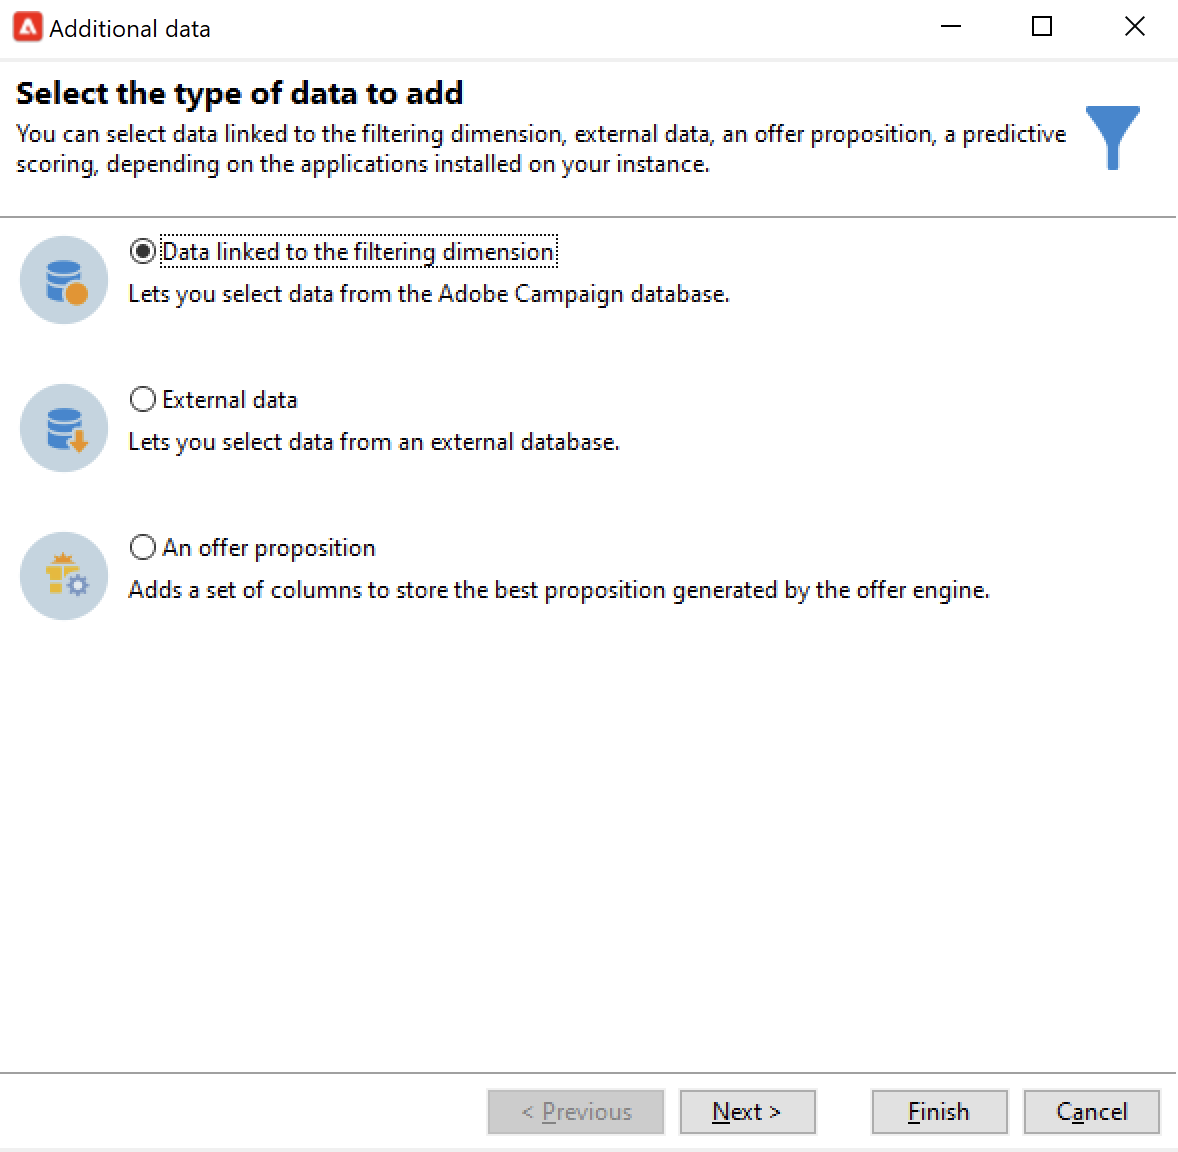 Additional data
Select the type of data to add
You can select data linked to the filtering dimension, external data, an offer proposition, a predictive
scoring, depending on the applications installed on your instance.
Data linked to the filtering dimension
Lets you select data from the Adobe Campaign database.
External data
Lets you select data from an external database.
An offer proposition
Adds a set of columns to store the best proposition generated by the offer engine.
< Previous Next > Finish Cancel